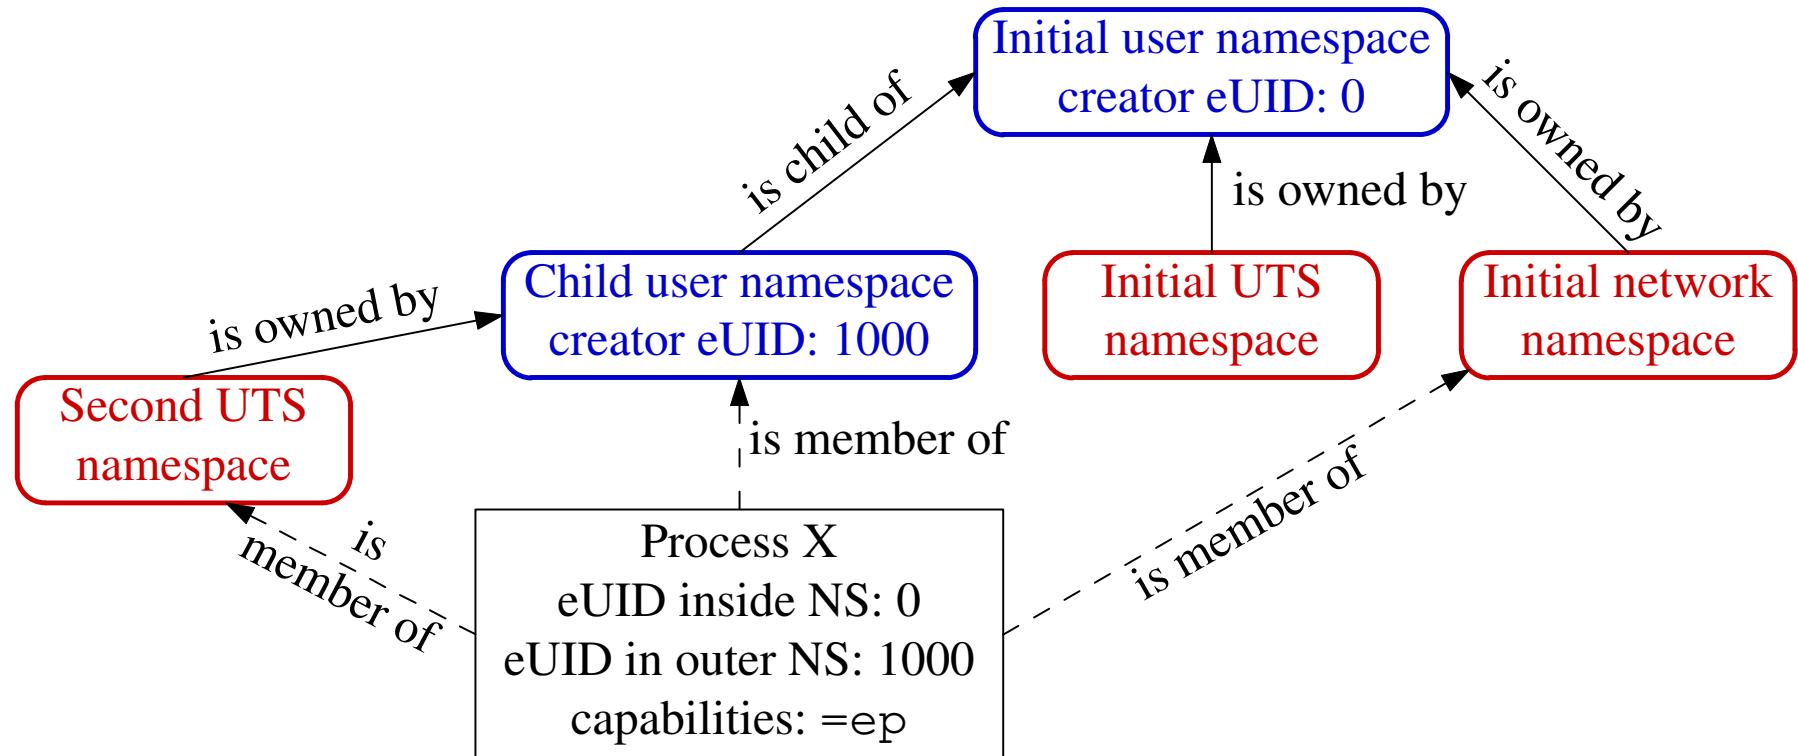 Initial user namespace
creator eUID: 0
is child of
is owned by
is owned by
Child user namespace
creator eUID: 1000
Initial UTS
namespace
Initial network
namespace
is owned by
Second UTS
namespace
is member of
is
member of
is member of
Process X
eUID inside NS: 0
eUID in outer NS: 1000
capabilities: =ep